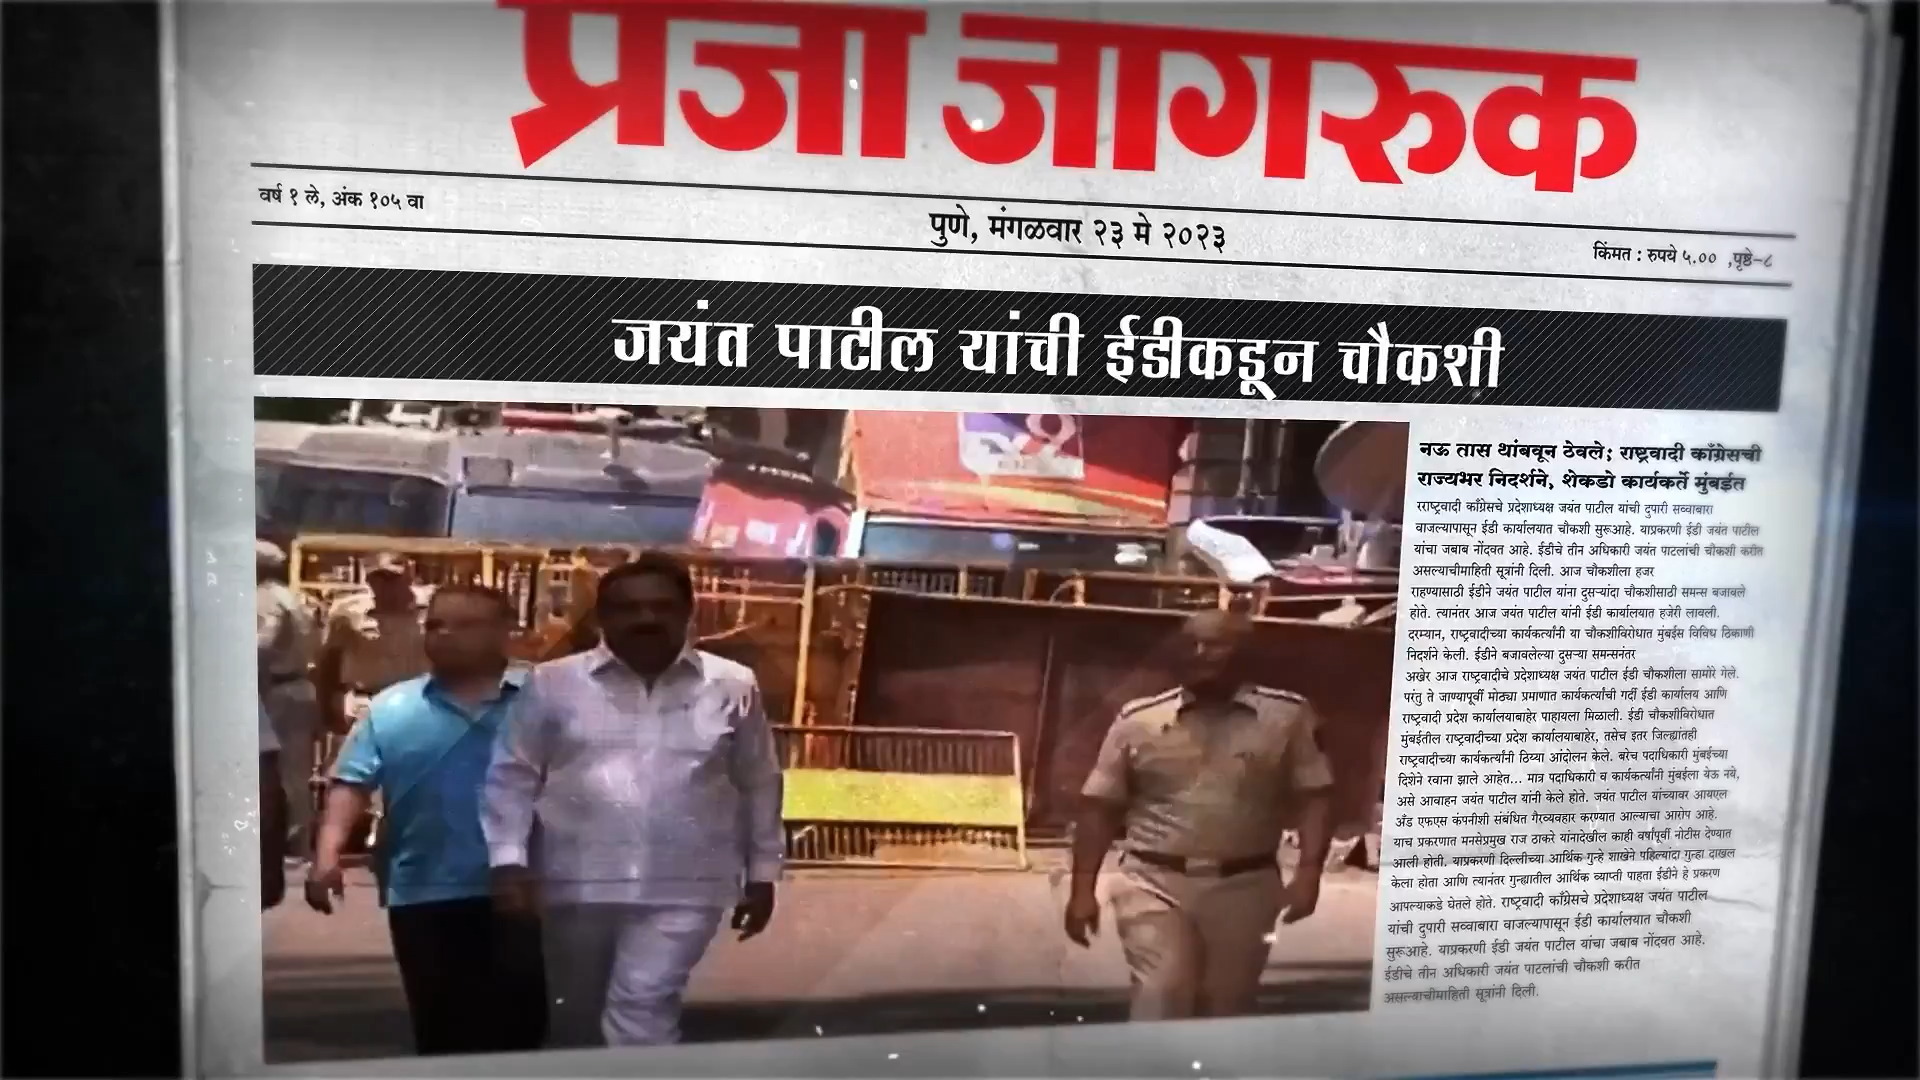 प्रजा जागरुक
वर्ष १ ले, अंक १०५ वा
पुणे, मंगळवार २३ मे २०२३
किंमत : रुपये ५.०० ,पृष्ठे-८
जयंत पाटील यांची ईडीकडून चौकशी
नऊ तास थांबवून ठेवले; राष्ट्रवादी काँग्रेसची
राज्यभर निदर्शने, शेकडो कार्यकर्ते मुंबईत
रराष्ट्रवादी काँग्रेसचे प्रदेशाध्यक्ष जयंत पाटील यांची दुपारी सव्वाबारा
वाजल्यापासून ईडी कार्यालयात चौकशी सुरूआहे. याप्रकरणी ईडी जयंत पाटील
यांचा जबाब नोंदवत आहे. ईडीचे तीन अधिकारी जयंत पाटलांची चौकशी करीत
असल्याचीमाहिती सूत्रांनी दिली. आज चौकशीला हजर
राहण्यासाठी ईडीने जयंत पाटील यांना दुसऱ्यांदा चौकशीसाठी समन्स बजावले
होते. त्यानंतर आज जयंत पाटील यांनी ईडी कार्यालयात हजेरी लावली.
दरम्यान, राष्ट्रवादीच्या कार्यकर्त्यांनी या चौकशीविरोधात मुंबईस विविध ठिकाणी
निदर्शने केली. ईडीने बजावलेल्या दुसऱ्या समन्सनंतर
अखेर आज राष्ट्रवादीचे प्रदेशाध्यक्ष जयंत पाटील ईडी चौकशीला सामोरे गेले.
परंतु ते जाण्यापूर्वी मोठ्या प्रमाणात कार्यकर्त्यांची गर्दी ईडी कार्यालय आणि
राष्ट्रवादी प्रदेश कार्यालयाबाहेर पाहायला मिळाली. ईडी चौकशीविरोधात
मुंबईतील राष्ट्रवादीच्या प्रदेश कार्यालयाबाहेर, तसेच इतर जिल्ह्यांतही
राष्ट्रवादीच्या कार्यकर्त्यांनी ठिय्या आंदोलन केले. बरेच पदाधिकारी मुंबईच्या
दिशेने रवाना झाले आहेत... मात्र पदाधिकारी व कार्यकर्त्यांनी मुंबईला येऊ नये,
असे आवाहन जयंत पाटील यांनी केले होते. जयंत पाटील यांच्यावर आयएल
अँड एफएस कंपनीशी संबंधित गैरव्यवहार करण्यात आल्याचा आरोप आहे.
याच प्रकरणात मनसेप्रमुख राज ठाकरे यांनादेखील काही वर्षांपूर्वी नोटीस देण्यात
आली होती. याप्रकरणी दिल्लीच्या आर्थिक गुन्हे शाखेने पहिल्यांदा गुन्हा दाखल
केला होता आणि त्यानंतर गुन्ह्यातील आर्थिक व्याप्ती पाहता ईडीने हे प्रकरण
आपल्याकडे घेतले होते. राष्ट्रवादी काँग्रेसचे प्रदेशाध्यक्ष जयंत पाटील
यांची दुपारी सव्वाबारा वाजल्यापासून ईडी कार्यालयात चौकशी
सुरूआहे. याप्रकरणी ईडी जयंत पाटील यांचा जबाब नोंदवत आहे.
ईडीचे तीन अधिकारी जयंत पाटलांची चौकशी करीत
असल्याचीमाहिती सूत्रांनी दिली.